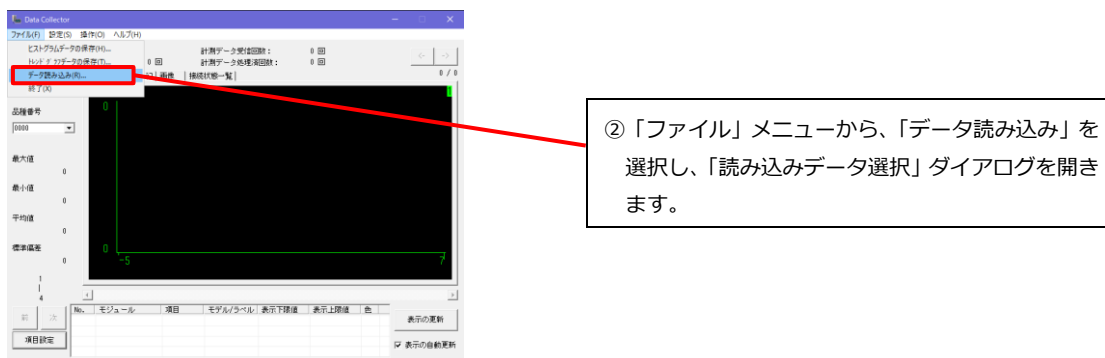 Data Collector
ファイル(F) 設定(S) 操作(O) ヘルプ(H)
ヒストグラムデータの保存(H)...
データ読み込み(R)...
終了(X)
計測データ受信回数: 0 回
0 回 計測データ処理済回数: 0 回
<- ->
画像 接続状態一覧
0 / 0
品種番号
0000
最大値
0
最小値
0
平均値
0
標準偏差
0
0
0
-5 7
1
|
4
前 次
項目設定
No. モジュール 項目 モデル/ラベル 表示下限値 表示上限値 色
表示の更新
表示の自動更新
②「ファイル」メニューから、「データ読み込み」を
選択し、「読み込みデータ選択」ダイアログを開き
ます。